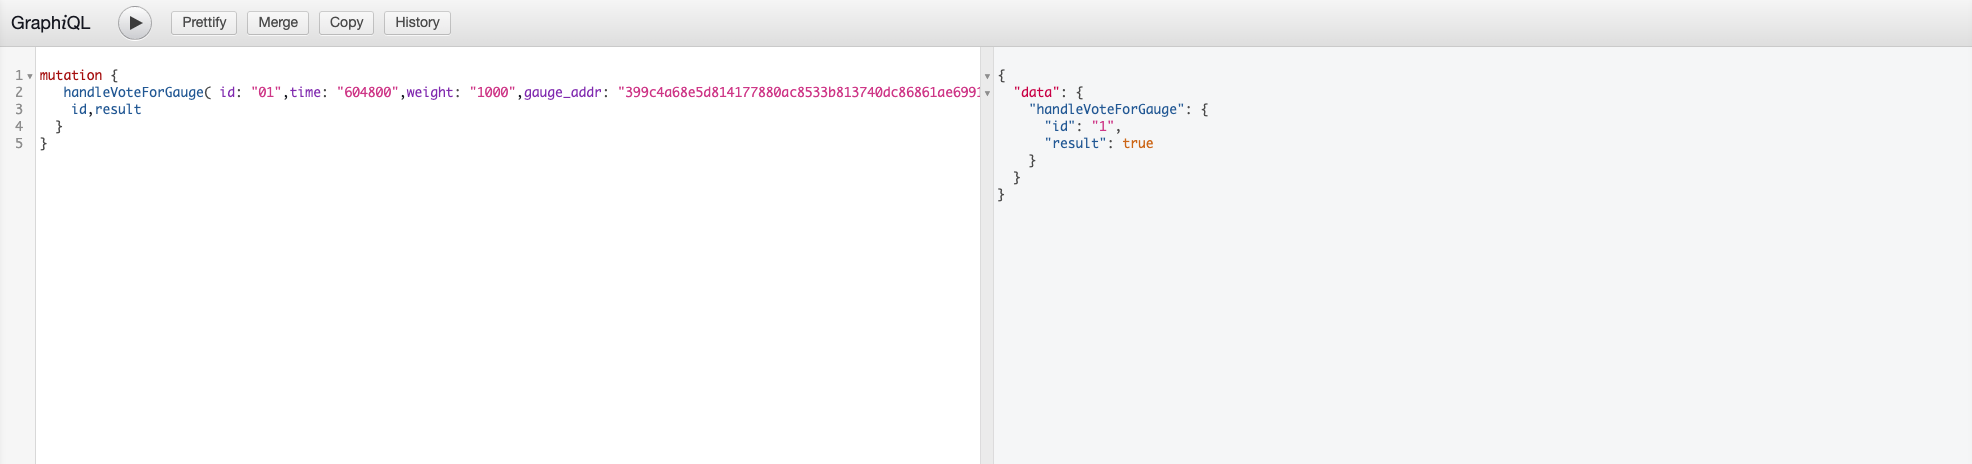 GraphiQL Prettify Merge Copy History
1 mutation {
2 handleVoteForGauge( id: "01",time: "604800",weight: "1000",gauge_addr: "399c4a68e5d814177880ac8533b813740dc86861ae6991
3 id,result
4 }
5 }
{
"data": {
"handleVoteForGauge": {
"id": "1",
"result": true
}
}
}